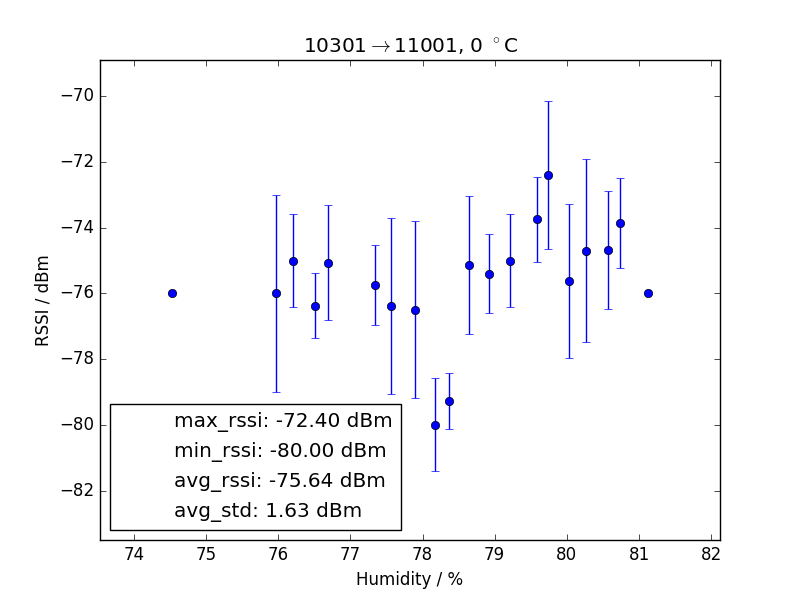 10301→11001, 0 °C
RSSI / dBm
−70
−72
−74
−76
−78
−80
−82
max_rssi: -72.40 dBm
min_rssi: -80.00 dBm
avg_rssi: -75.64 dBm
avg_std: 1.63 dBm
74 75 76 77 78 79 80 81 82
Humidity / %